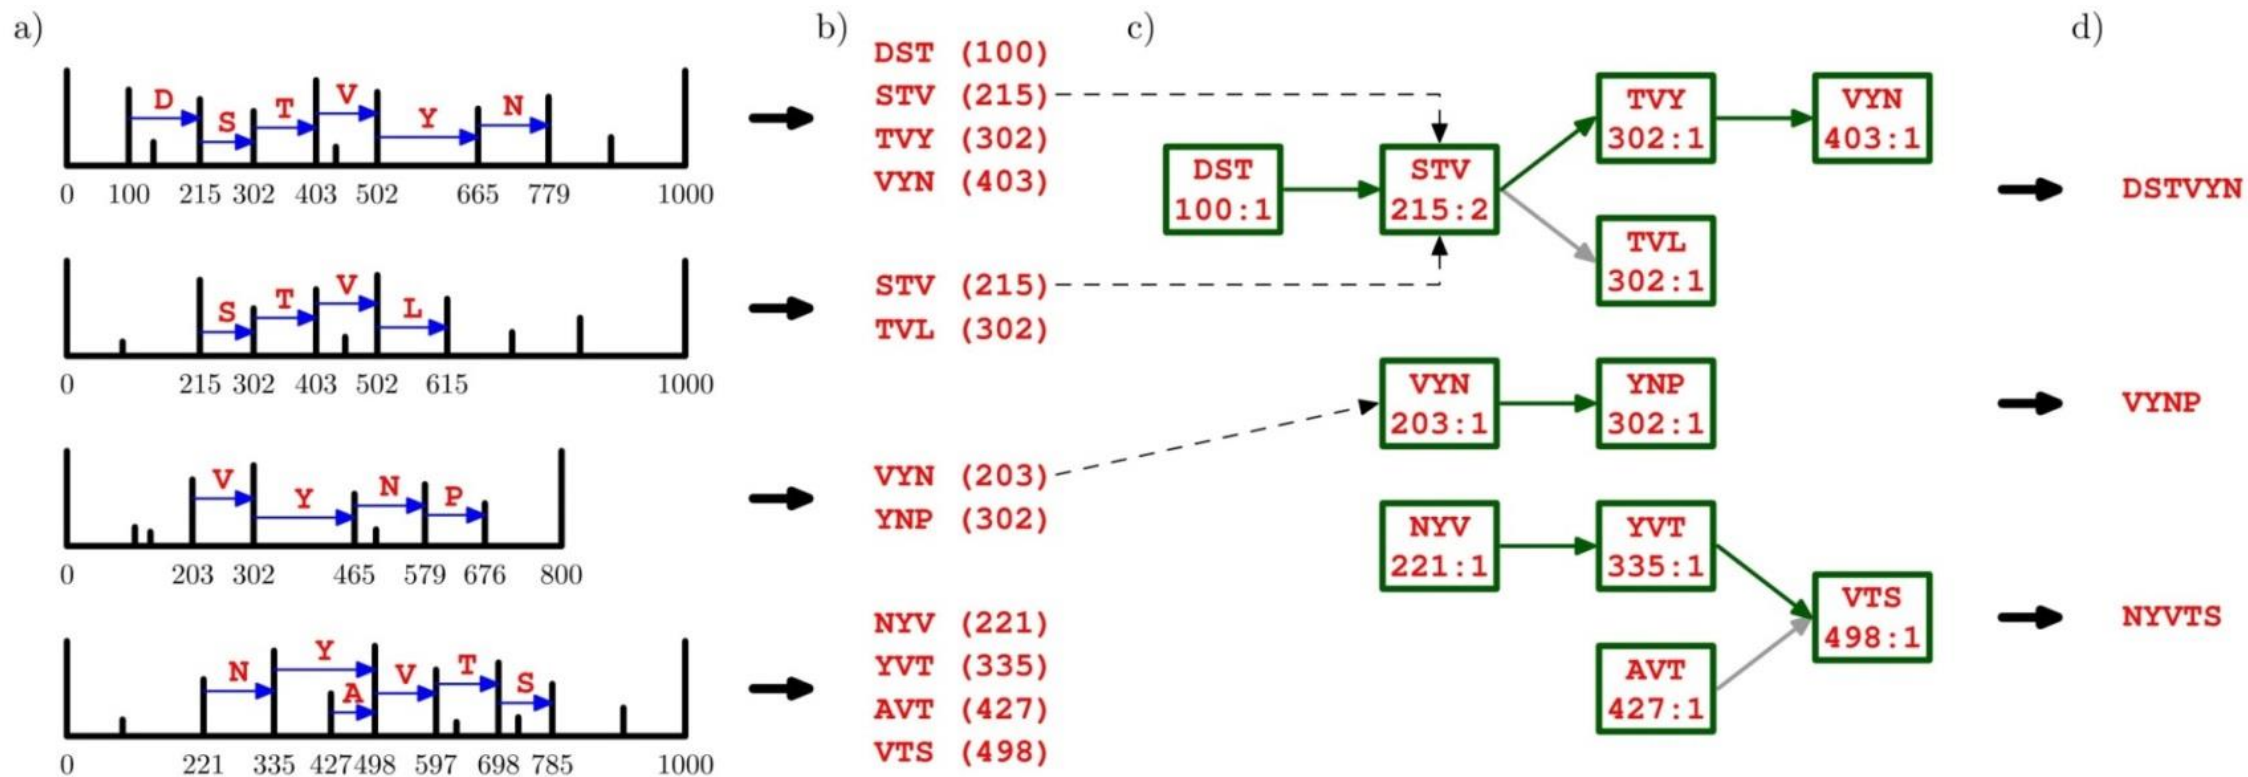 a)
D S T V Y N
0 100 215 302 403 502 665 779 1000
S T V L
0 215 302 403 502 615 1000
V Y N P
0 203 302 465 579 676 800
N Y A V T S
0 221 335 427 498 597 698 785 1000
b)
DST (100)
STV (215)
TVY (302)
VYN (403)
STV (215)
TVL (302)
VYN (203)
YNP (302)
NYV (221)
YVT (335)
AVT (427)
VTS (498)
c)
DST
100:1
STV
215:2
TVY
302:1
VYN
403:1
TVL
302:1
VYN
203:1
YNP
302:1
NYV
221:1
YVT
335:1
VTS
498:1
AVT
427:1
d)
DSTVYN
VYNP
NYVTS